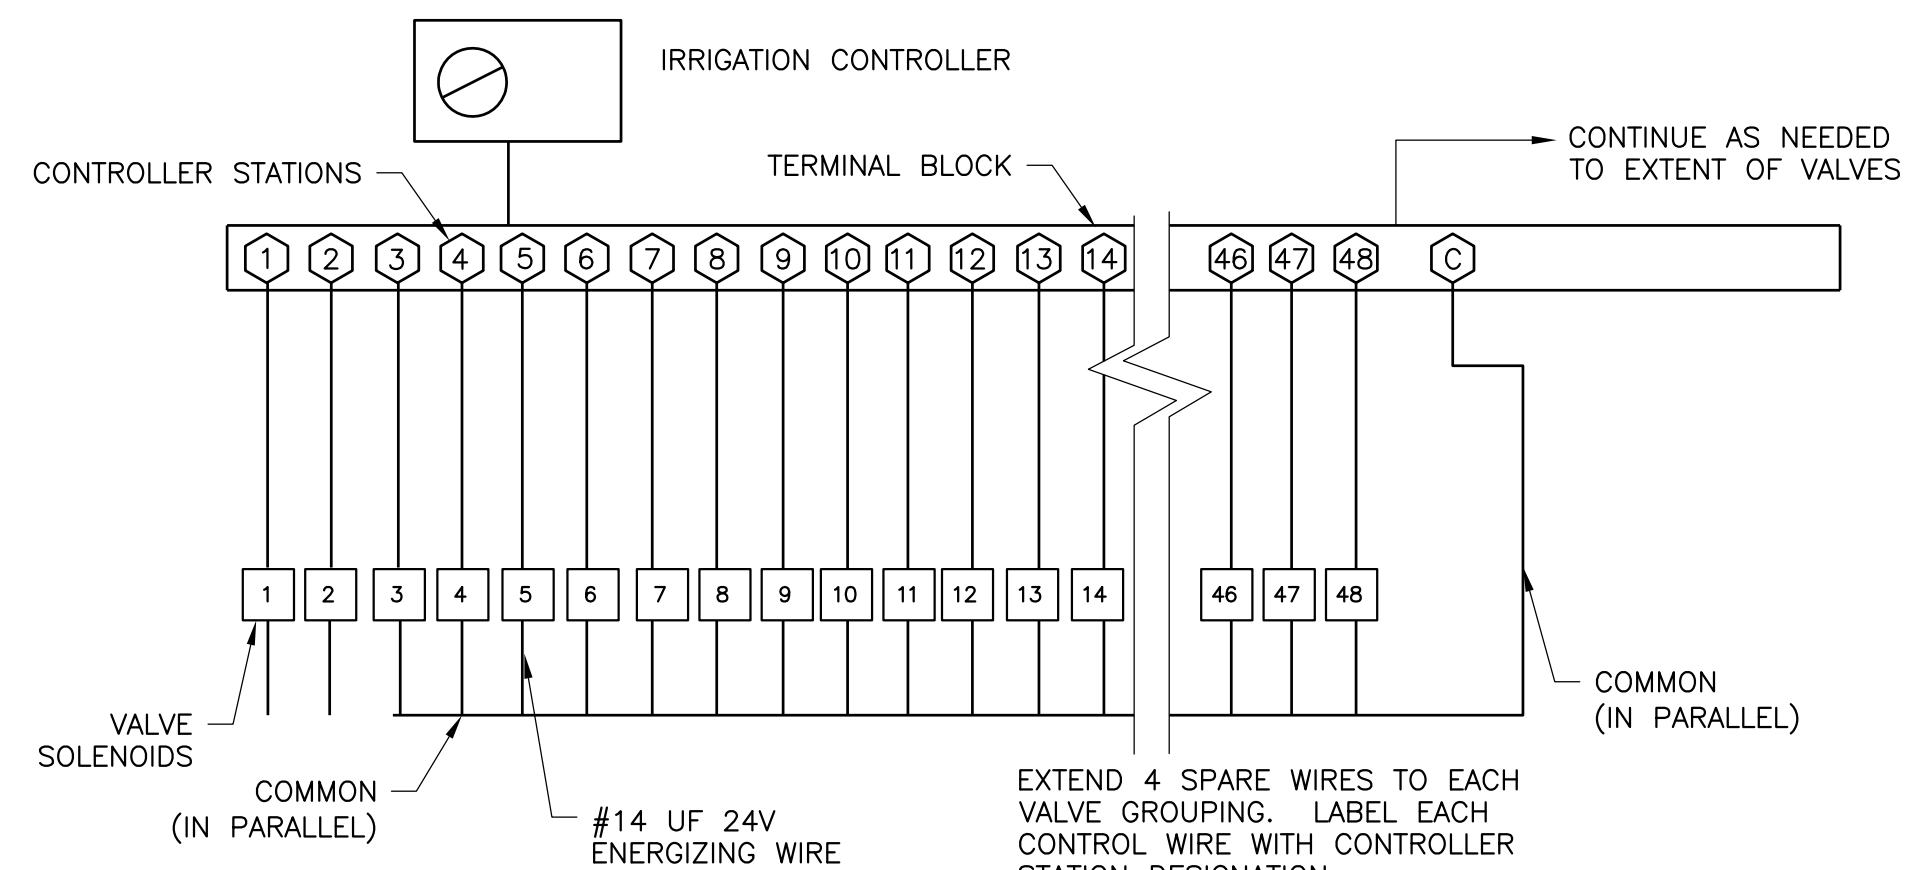 IRRIGATION CONTROLLER
CONTINUE AS NEEDED
TO EXTENT OF VALVES
CONTROLLER STATIONS
TERMINAL BLOCK
1 2 3 4 5 6 7 8 9 10 11 12 13 14 46 47 48 C
1 2 3 4 5 6 7 8 9 10 11 12 13 14 46 47 48
VALVE
SOLENOIDS
COMMON
(IN PARALLEL)
#14 UF 24V
ENERGIZING WIRE
COMMON
(IN PARALLEL)
EXTEND 4 SPARE WIRES TO EACH
VALVE GROUPING. LABEL EACH
CONTROL WIRE WITH CONTROLLER
STATION DESIGNATION